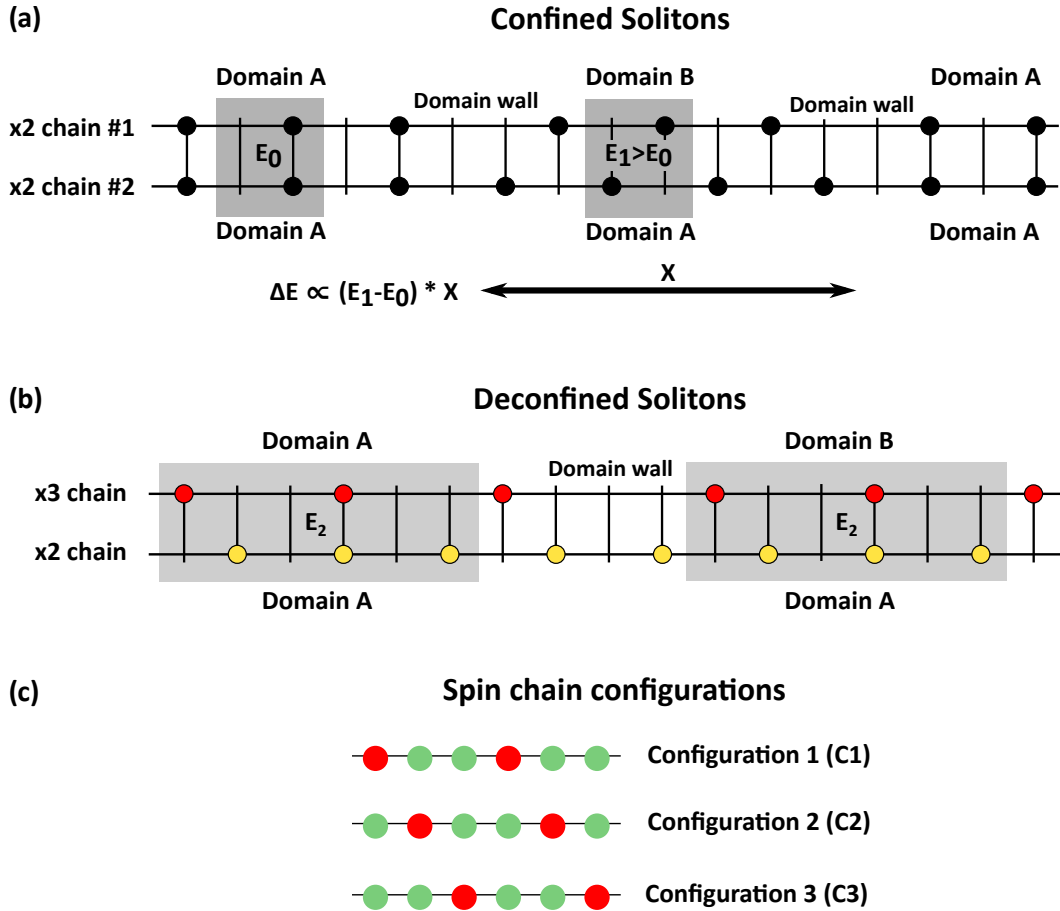 (a) Confined Solitons
Domain A Domain B Domain A
Domain wall Domain wall
x2 chain #1
E0 E1>E0
x2 chain #2
Domain A Domain A Domain A
ΔE ∝ (E1-E0) * X X
(b) Deconfined Solitons
Domain A Domain B
Domain wall
x3 chain
E2 E2
x2 chain
Domain A Domain A
(c) Spin chain configurations
Configuration 1 (C1)
Configuration 2 (C2)
Configuration 3 (C3)